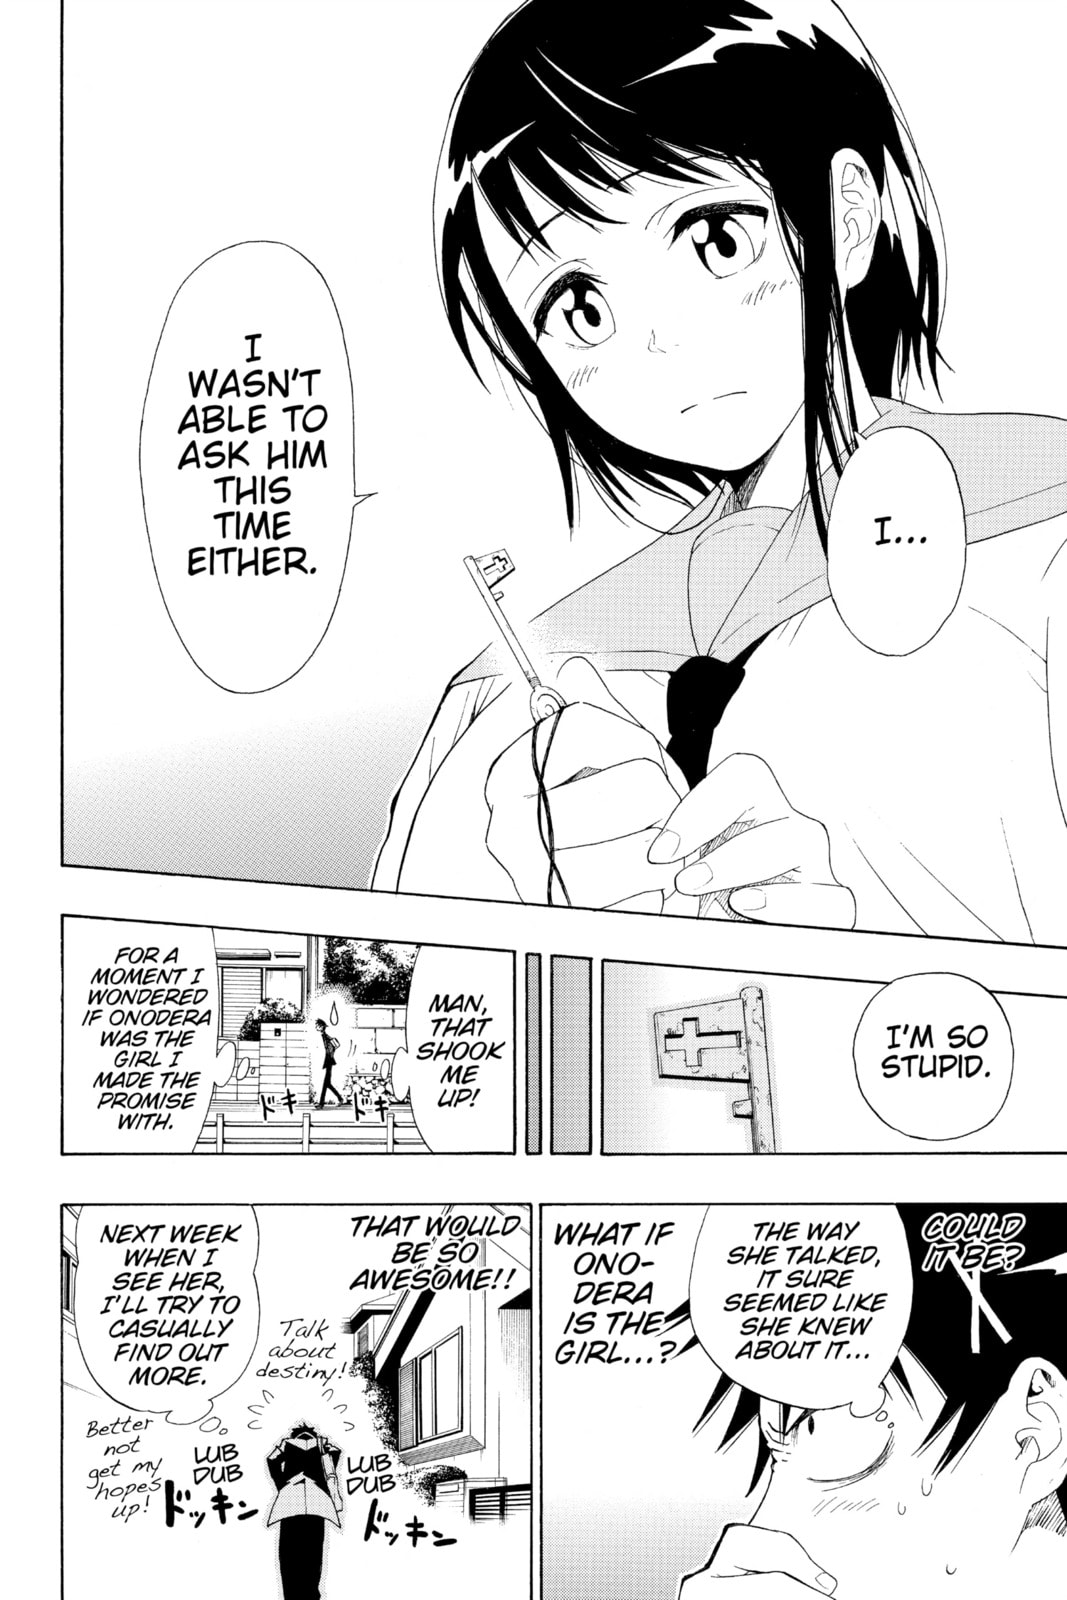 I...
I
WASN'T
ABLE TO
ASK HIM
THIS
TIME
EITHER.
I'M SO
STUPID.
MAN,
THAT
SHOOK
ME
UP!
FOR A
MOMENT I
WONDERED
IF ONODERA
WAS THE
GIRL I
MADE THE
PROMISE
WITH.
ドキ
ドキ
COULD
IT BE?
THE WAY
SHE TALKED,
IT SURE
SEEMED LIKE
SHE KNEW
ABOUT IT...
WHAT IF
ONO-
DERA
IS THE
GIRL...?
THAT WOULD
BE SO
AWESOME!!
NEXT WEEK
WHEN I
SEE HER,
I'LL TRY TO
CASUALLY
FIND OUT
MORE.
Talk
about
destiny!
Better
not
get my
hopes
up!
LUB
DUB
ドッキン
LUB
DUB
ドッキン